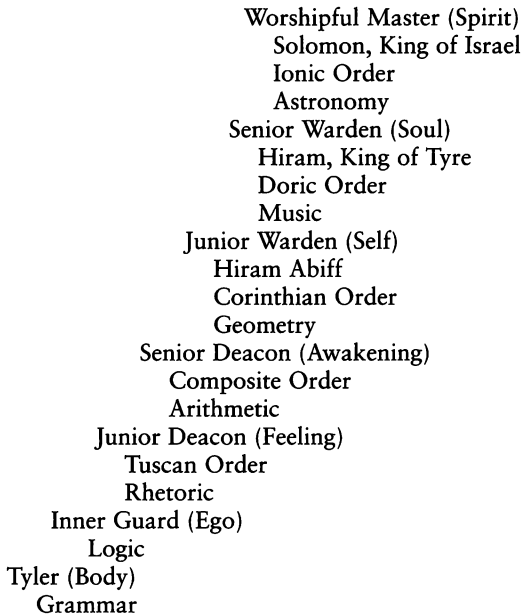 Worshipful Master (Spirit)
Solomon, King of Israel
Ionic Order
Astronomy
Senior Warden (Soul)
Hiram, King of Tyre
Doric Order
Music
Junior Warden (Self)
Hiram Abiff
Corinthian Order
Geometry
Senior Deacon (Awakening)
Composite Order
Arithmetic
Junior Deacon (Feeling)
Tuscan Order
Rhetoric
Inner Guard (Ego)
Logic
Tyler (Body)
Grammar